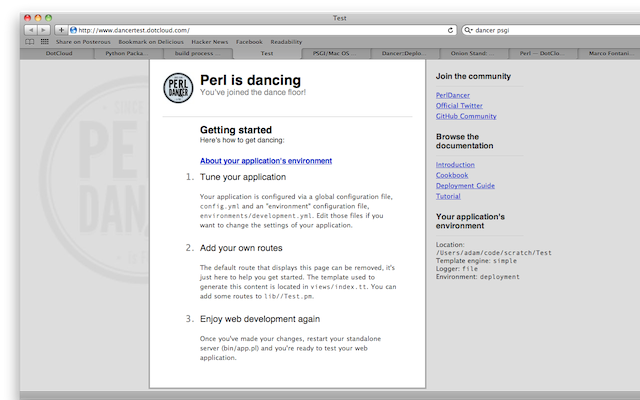 Test
http://www.dancertest.dotcloud.com/
dancer psgi
Share on Posterous Bookmark on Delicious Hacker News Facebook Readability
DotCloud Python Packa... build process Test PSGI/Mac OS ... Dancer::Deplo... Onion Stand: ... Perl — DotClo... Marco Fontani...
PERL
DANCER
Perl is dancing
You've joined the dance floor!
Getting started
Here's how to get dancing:
About your application's environment
1. Tune your application
Your application is configured via a global configuration file,
config.yml and an "environment" configuration file,
environments/development.yml. Edit those files if you
want to change the settings of your application.
2. Add your own routes
The default route that displays this page can be removed, it's
just here to help you get started. The template used to
generate this content is located in views/index.tt. You can
add some routes to lib//Test.pm.
3. Enjoy web development again
Once you've made your changes, restart your standalone
server (bin/app.pl) and you're ready to test your web
application.
Join the community
PerlDancer
Official Twitter
GitHub Community
Browse the
documentation
Introduction
Cookbook
Deployment Guide
Tutorial
Your application's
environment
Location:
/Users/adam/code/scratch/Test
Template engine: simple
Logger: file
Environment: deployment